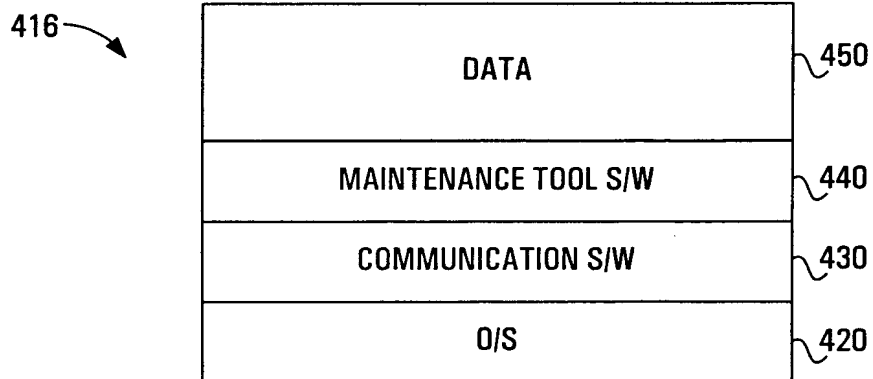 416
DATA
450
MAINTENANCE TOOL S/W
440
COMMUNICATION S/W
430
O/S
420